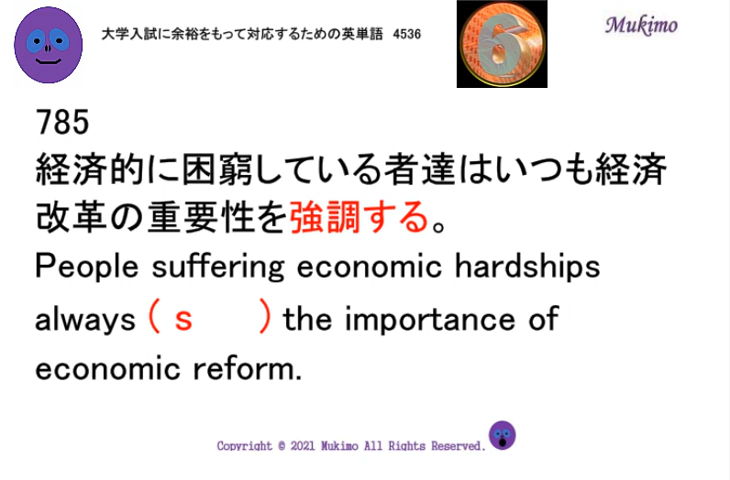 大学入試に余裕をもって対応するための英単語 4536
6
Mukimo
785
経済的に困窮している者達はいつも経済
改革の重要性を強調する。
People suffering economic hardships
always ( s ) the importance of
economic reform.
Copyright © 2021 Mukimo All Rights Reserved.